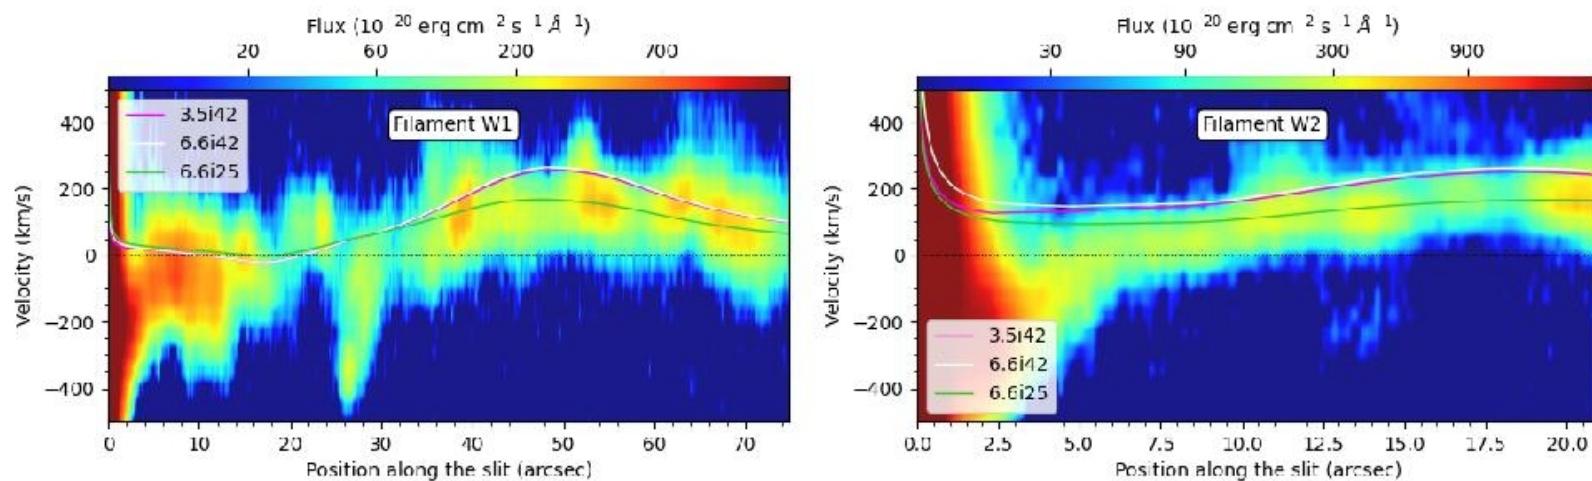 Flux (10⁻²⁰ erg cm⁻² s⁻¹ Å⁻¹)
20 60 200 700
3.5i42
6.6i42
6.6i25
Filament W1
Velocity (km/s)
400
200
0
−200
−400
0 10 20 30 40 50 60 70
Position along the slit (arcsec)
Flux (10⁻²⁰ erg cm⁻² s⁻¹ Å⁻¹)
30 90 300 900
Filament W2
Velocity (km/s)
400
200
0
−200
−400
3.5i42
6.6i42
6.6i25
0.0 2.5 5.0 7.5 10.0 12.5 15.0 17.5 20.0
Position along the slit (arcsec)